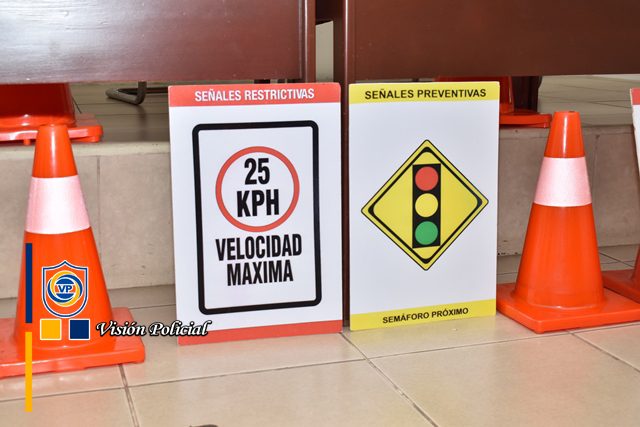 SEÑALES RESTRICTIVAS
25
KPH
VELOCIDAD
MAXIMA
SEÑALES PREVENTIVAS
SEMÁFORO PRÓXIMO
VP
Visión Policial